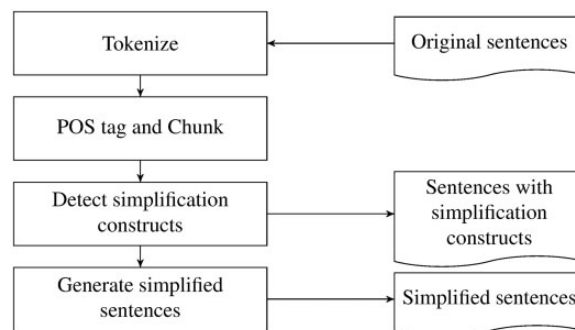 Tokenize
Original sentences
POS tag and Chunk
Detect simplification
constructs
Sentences with
simplification
constructs
Generate simplified
sentences
Simplified sentences